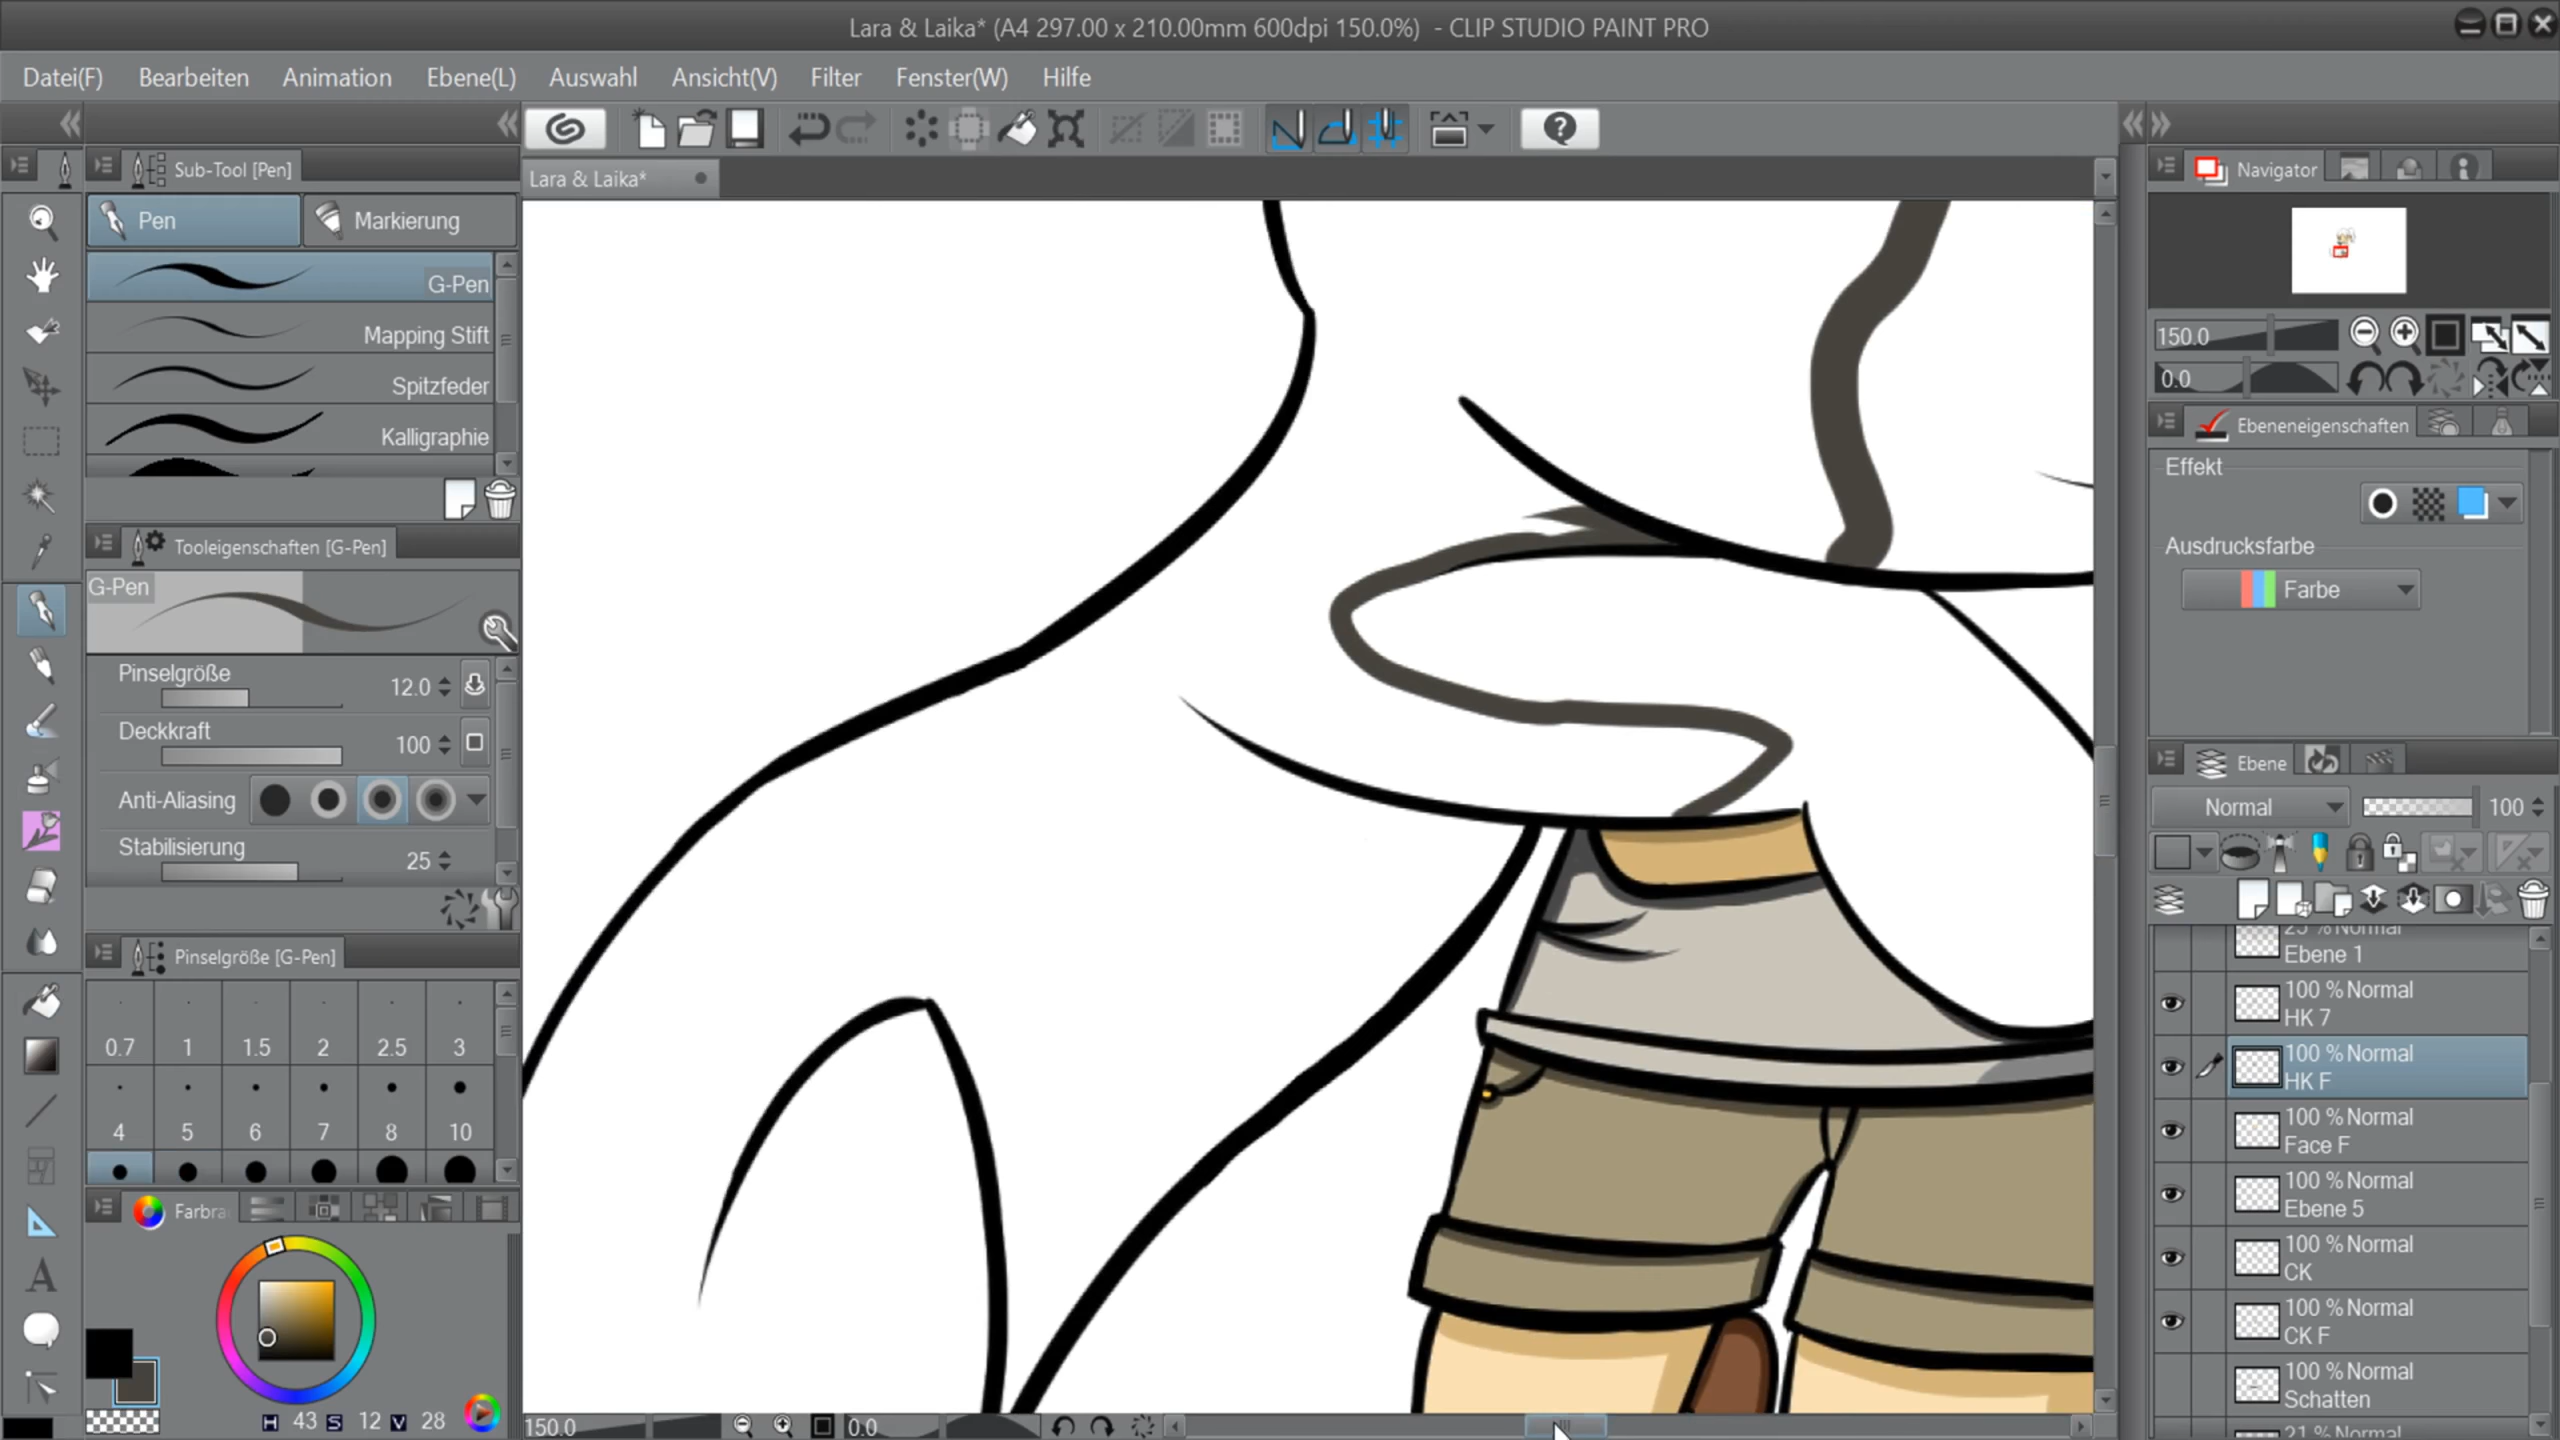 Lara & Laika* (A4 297.00 x 210.00mm 600dpi 150.0%) - CLIP STUDIO PAINT PRO
Datei(F) Bearbeiten Animation Ebene(L) Auswahl Ansicht(V) Filter Fenster(W) Hilfe
Lara & Laika*
Sub-Tool [Pen]
Pen Markierung
G-Pen
Mapping Stift
Spitzfeder
Kalligraphie
Tooleigenschaften [G-Pen]
G-Pen
Pinselgröße 12.0
Deckkraft 100
Anti-Aliasing
Stabilisierung 25
Pinselgröße [G-Pen]
0.7 1 1.5 2 2.5 3
4 5 6 7 8 10
Farbra
H 43 S 12 V 28
150.0 0.0
Navigator
150.0
0.0
Ebeneneigenschaften
Effekt
Ausdrucksfarbe
Farbe
Ebene
Normal 100
25 %Normal
Ebene 1
100 %Normal
HK 7
100 %Normal
HK F
100 %Normal
Face F
100 %Normal
Ebene 5
100 %Normal
CK
100 %Normal
CK F
100 %Normal
Schatten
21 %Normal